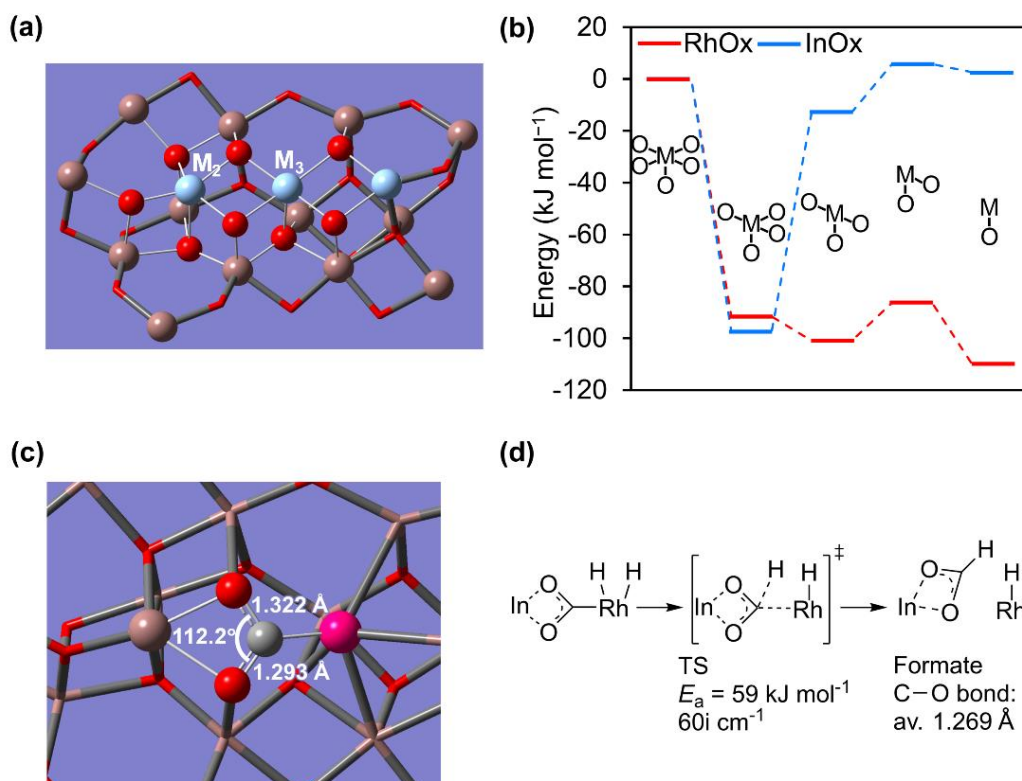 (a)
M2
M3
(b)
RhOx
InOx
Energy (kJ mol⁻¹)
20
0
-20
-40
-60
-80
-100
-120
O O
O M O
O
O O
M O
O
O M O
O
M O
O
M
O
(c)
1.322 Å
112.2°
1.293 Å
(d)
In O O Rh H H
In O O H H Rh ‡
In O O H H Rh
TS
Eₐ = 59 kJ mol⁻¹
60i cm⁻¹
Formate
C–O bond:
av. 1.269 Å